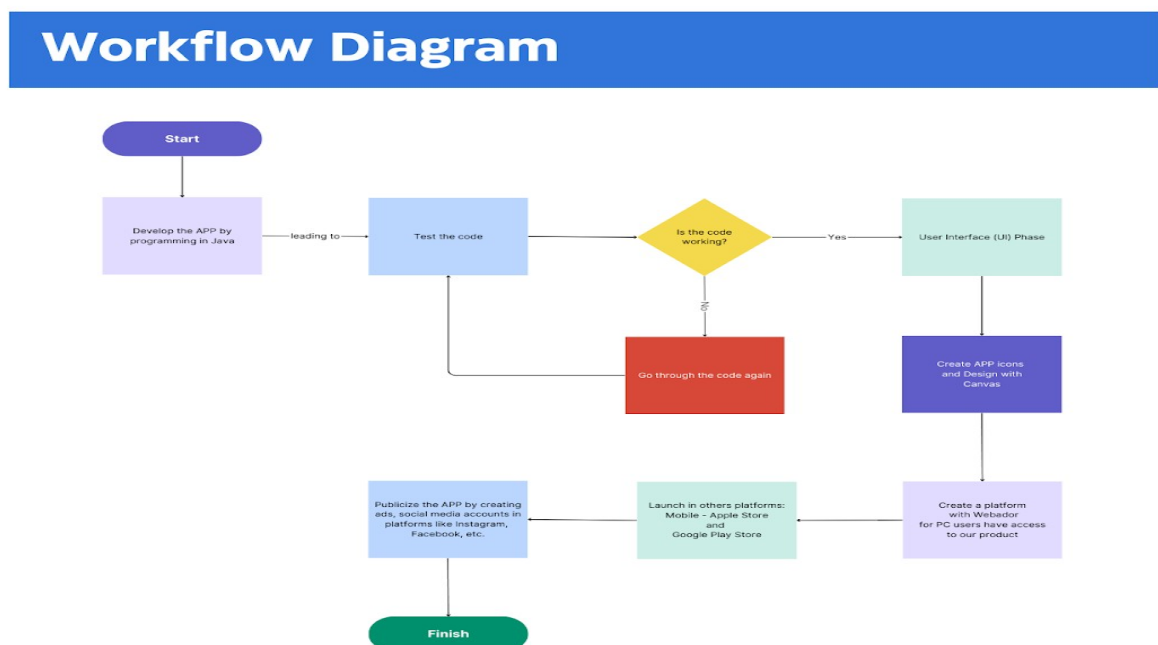 Workflow Diagram
Start
Develop the APP by
programming in Java
leading to
Test the code
Is the code
working?
Yes
User Interface (UI) Phase
No
Go through the code again
Create APP icons
and Design with
Canvas
Create a platform
with Webador
for PC users have access
to our product
Launch in others platforms:
Mobile - Apple Store
and
Google Play Store
Publicize the APP by creating
ads, social media accounts in
platforms like Instagram,
Facebook, etc.
Finish